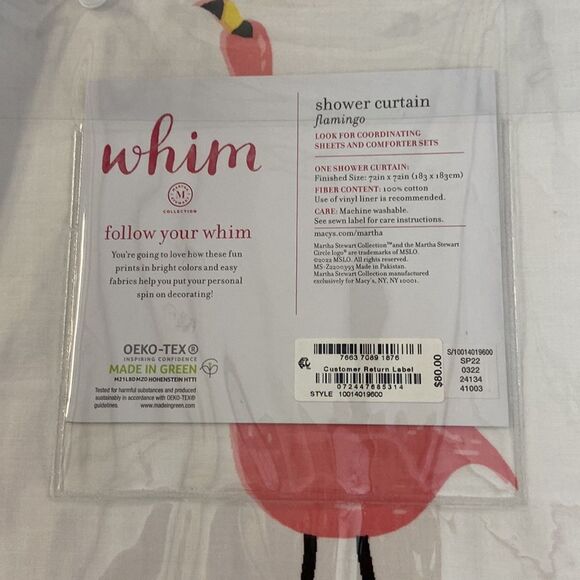 whim
MARTHA STEWART
M
COLLECTION
follow your whim
You're going to love how these fun
prints in bright colors and easy
fabrics help you put your personal
spin on decorating!
OEKO-TEX®
INSPIRING CONFIDENCE
MADE IN GREEN
M21L8DMZ0 HOHENSTEIN HTTI
Tested for harmful substances and produced
sustainably in accordance with OEKO-TEX®
guidelines. www.madeingreen.com
shower curtain
flamingo
LOOK FOR COORDINATING
SHEETS AND COMFORTER SETS
ONE SHOWER CURTAIN:
Finished Size: 72in x 72in (183 x 183cm)
FIBER CONTENT: 100% cotton
Use of vinyl liner is recommended.
CARE: Machine washable.
See sewn label for care instructions.
macys.com/martha
Martha Stewart Collection™ and the Martha Stewart
Circle logo® are trademarks of MSLO.
©2022 MSLO. All rights reserved.
MS-Z2200353 Made in Pakistan.
Martha Stewart Collection manufactured
exclusively for Macy's, NY, NY 10001.
7663 7089 1876
Customer Return Label
072447685314
STYLE 10014019600
$80.00
S/10014019600
SP22
0322
24134
41003